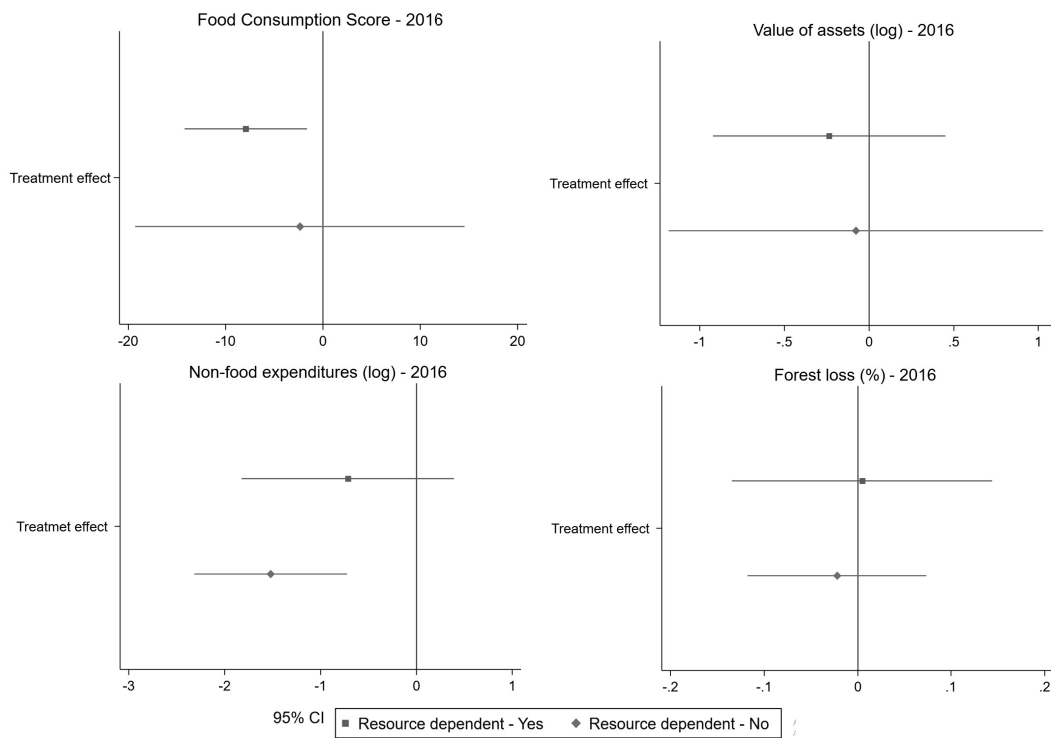 Food Consumption Score - 2016
Treatment effect
-20 -10 0 10 20
Value of assets (log) - 2016
Treatment effect
-1 -.5 0 .5 1
Non-food expenditures (log) - 2016
Treatmet effect
-3 -2 -1 0 1
Forest loss (%) - 2016
Treatment effect
-.2 -.1 0 .1 .2
95% CI Resource dependent - Yes Resource dependent - No